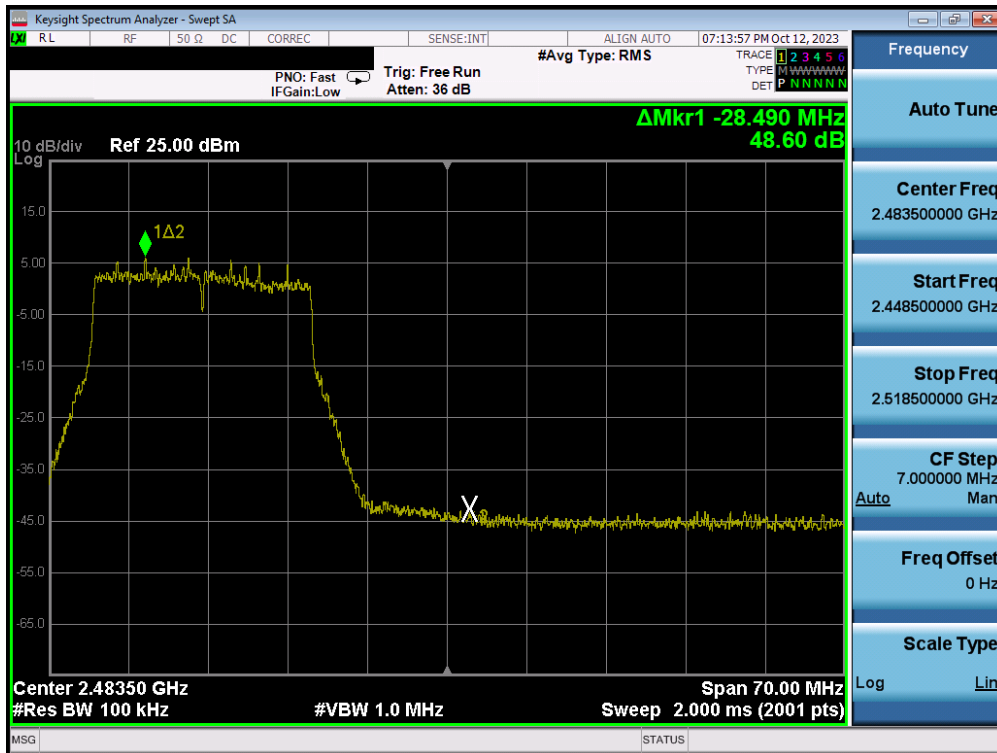 Keysight Spectrum Analyzer - Swept SA
LXI RL RF 50 Ω DC CORREC SENSE:INT ALIGN AUTO 07:13:57 PM Oct 12, 2023
#Avg Type: RMS
TRACE 1 2 3 4 5 6
PNO: Fast Trig: Free Run TYPE M WWWWW
IFGain:Low Atten: 36 dB DET P N N N N N
ΔMkr1 -28.490 MHz
48.60 dB
10 dB/div Ref 25.00 dBm
Log
1Δ2
15.0
5.00
-5.00
-15.0
-25.0
-35.0
-45.0
-55.0
-65.0
X
Center 2.48350 GHz Span 70.00 MHz
#Res BW 100 kHz #VBW 1.0 MHz Sweep 2.000 ms (2001 pts)
MSG STATUS
Frequency
Auto Tune
Center Freq
2.483500000 GHz
Start Freq
2.448500000 GHz
Stop Freq
2.518500000 GHz
CF Step
7.000000 MHz
Auto Man
Freq Offset
0 Hz
Scale Type
Log Lin